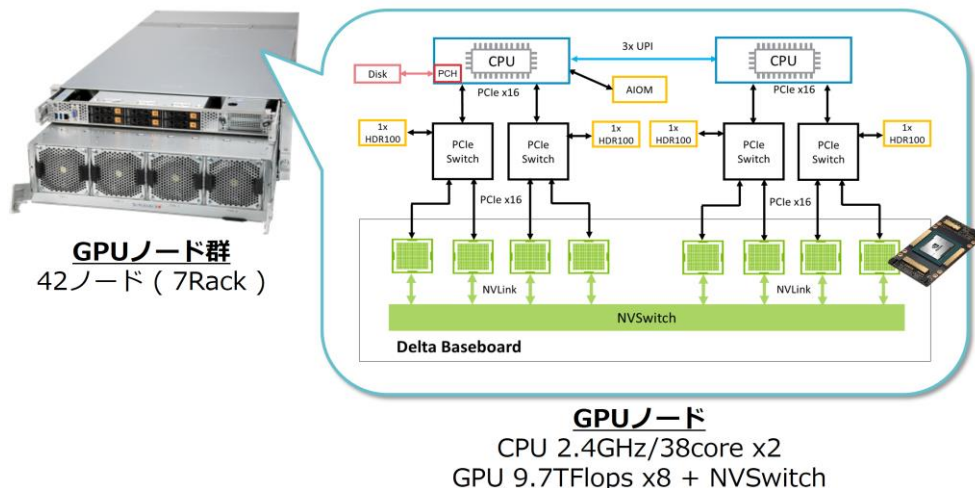 3x UPI
CPU
CPU
Disk
PCH
AIOM
PCIe x16
PCIe x16
1x
HDR100
PCIe
Switch
PCIe
Switch
1x
HDR100
1x
HDR100
PCIe
Switch
PCIe
Switch
1x
HDR100
PCIe x16
PCIe x16
NVLink
NVLink
NVSwitch
Delta Baseboard
GPUノード群
42ノード ( 7Rack )
GPUノード
CPU 2.4GHz/38core x2
GPU 9.7TFlops x8 + NVSwitch